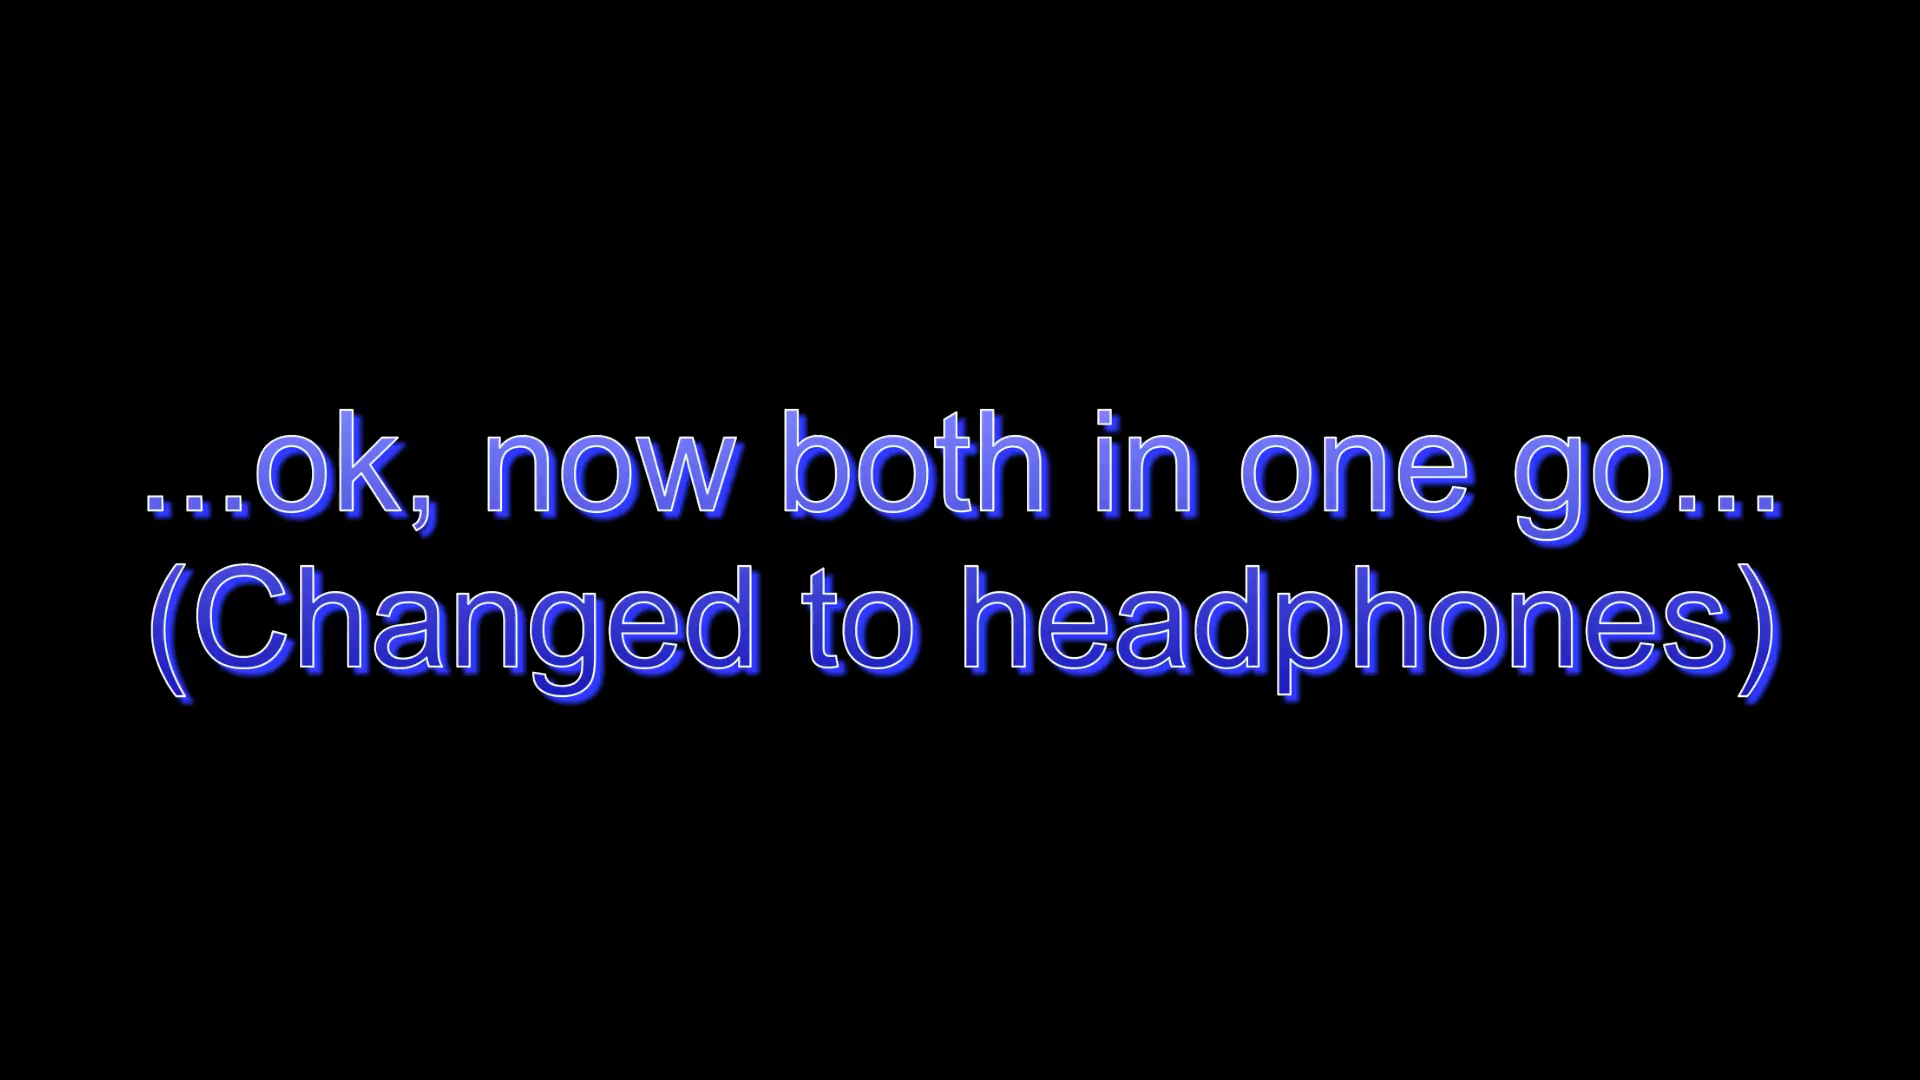 ...ok, now both in one go...
(Changed to headphones)